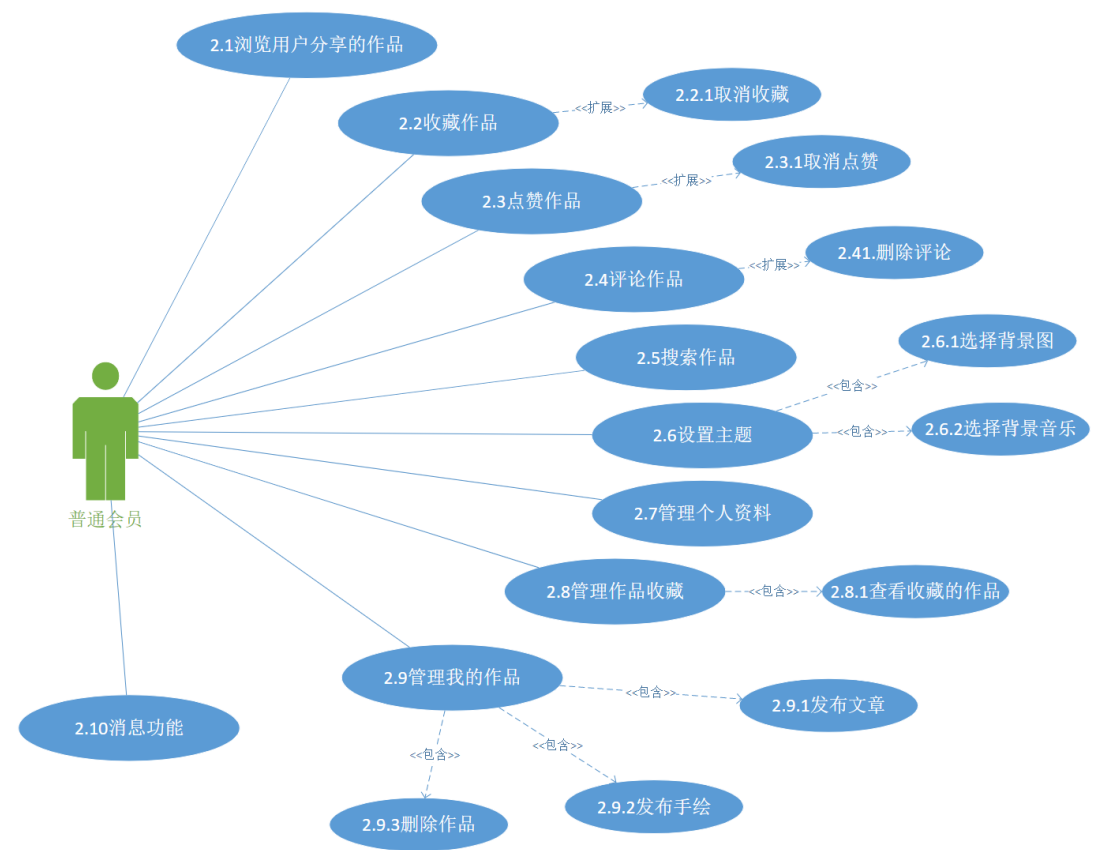 2.1浏览用户分享的作品
2.2收藏作品
<<扩展>>
2.2.1取消收藏
2.3点赞作品
<<扩展>>
2.3.1取消点赞
2.4评论作品
<<扩展>>
2.41.删除评论
2.5搜索作品
2.6设置主题
<<包含>>
2.6.1选择背景图
<<包含>>
2.6.2选择背景音乐
普通会员
2.7管理个人资料
2.8管理作品收藏
<<包含>>
2.8.1查看收藏的作品
2.9管理我的作品
<<包含>>
2.9.1发布文章
<<包含>>
2.9.2发布手绘
<<包含>>
2.9.3删除作品
2.10消息功能